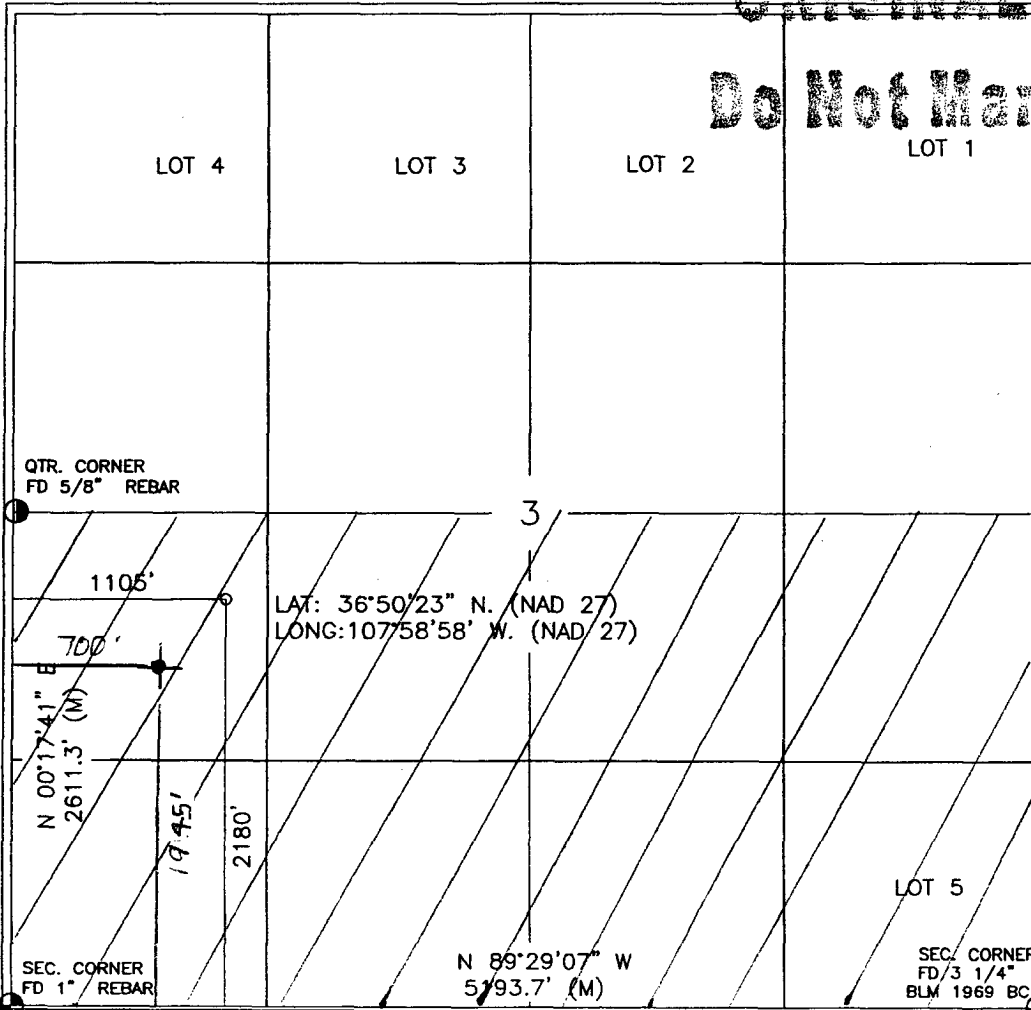 Do Not
LOT 4
LOT 3
LOT 2
LOT 1
QTR. CORNER
FD 5/8" REBAR
3
1105'
LAT: 36°50'23" N. (NAD 27)
LONG:107°58'58' W. (NAD 27)
700'
N 00°17'41" E
2611.3' (M)
1945'
2180'
LOT 5
SEC. CORNER
FD 1" REBAR
N 89°29'07" W
5193.7' (M)
SEC. CORNER
FD 3 1/4"
BLM 1969 BC